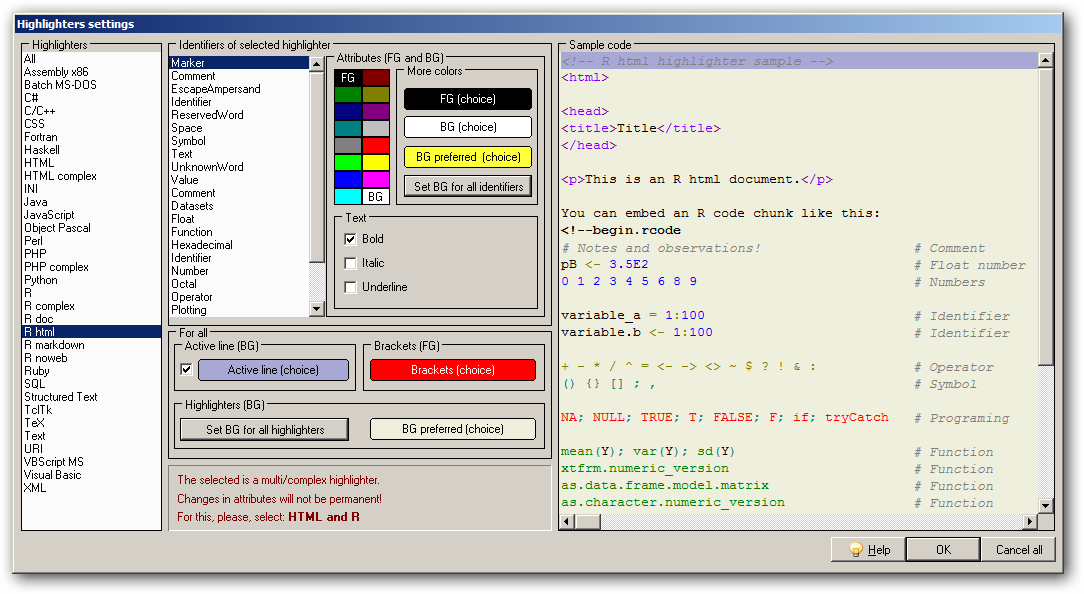 Highlighters settings
Highlighters
All
Assembly x86
Batch MS-DOS
C#
C/C++
CSS
Fortran
Haskell
HTML
HTML complex
INI
Java
JavaScript
Object Pascal
Perl
PHP
PHP complex
Python
R
R complex
R doc
R html
R markdown
R noweb
Ruby
SQL
Structured Text
TclTk
TeX
Text
URI
VBScript MS
Visual Basic
XML
Identifiers of selected highlighter
Marker
Comment
EscapeAmpersand
Identifier
ReservedWord
Space
Symbol
Text
UnknownWord
Value
Comment
Datasets
Float
Function
Hexadecimal
Identifier
Number
Octal
Operator
Plotting
Attributes (FG and BG)
FG
BG
More colors
FG (choice)
BG (choice)
BG preferred (choice)
Set BG for all identifiers
Text
Bold
Italic
Underline
For all
Active line (BG)
Active line (choice)
Brackets (FG)
Brackets (choice)
Highlighters (BG)
Set BG for all highlighters
BG preferred (choice)
The selected is a multi/complex highlighter.
Changes in attributes will not be permanent!
For this, please, select: HTML and R
Sample code
<!-- R html highlighter sample -->
<html>
<head>
<title>Title</title>
</head>
<p>This is an R html document.</p>
You can embed an R code chunk like this:
<!--begin.rcode
# Notes and observations! # Comment
pB <- 3.5E2 # Float number
0 1 2 3 4 5 6 8 9 # Numbers
variable_a = 1:100 # Identifier
variable.b <- 1:100 # Identifier
+ - * / ^ = <- -> <> ~ $ ? ! & : # Operator
() {} [] ; , # Symbol
NA; NULL; TRUE; T; FALSE; F; if; tryCatch # Programing
mean(Y); var(Y); sd(Y) # Function
xtfrm.numeric_version # Function
as.data.frame.model.matrix # Function
as.character.numeric_version # Function
Help
OK
Cancel all